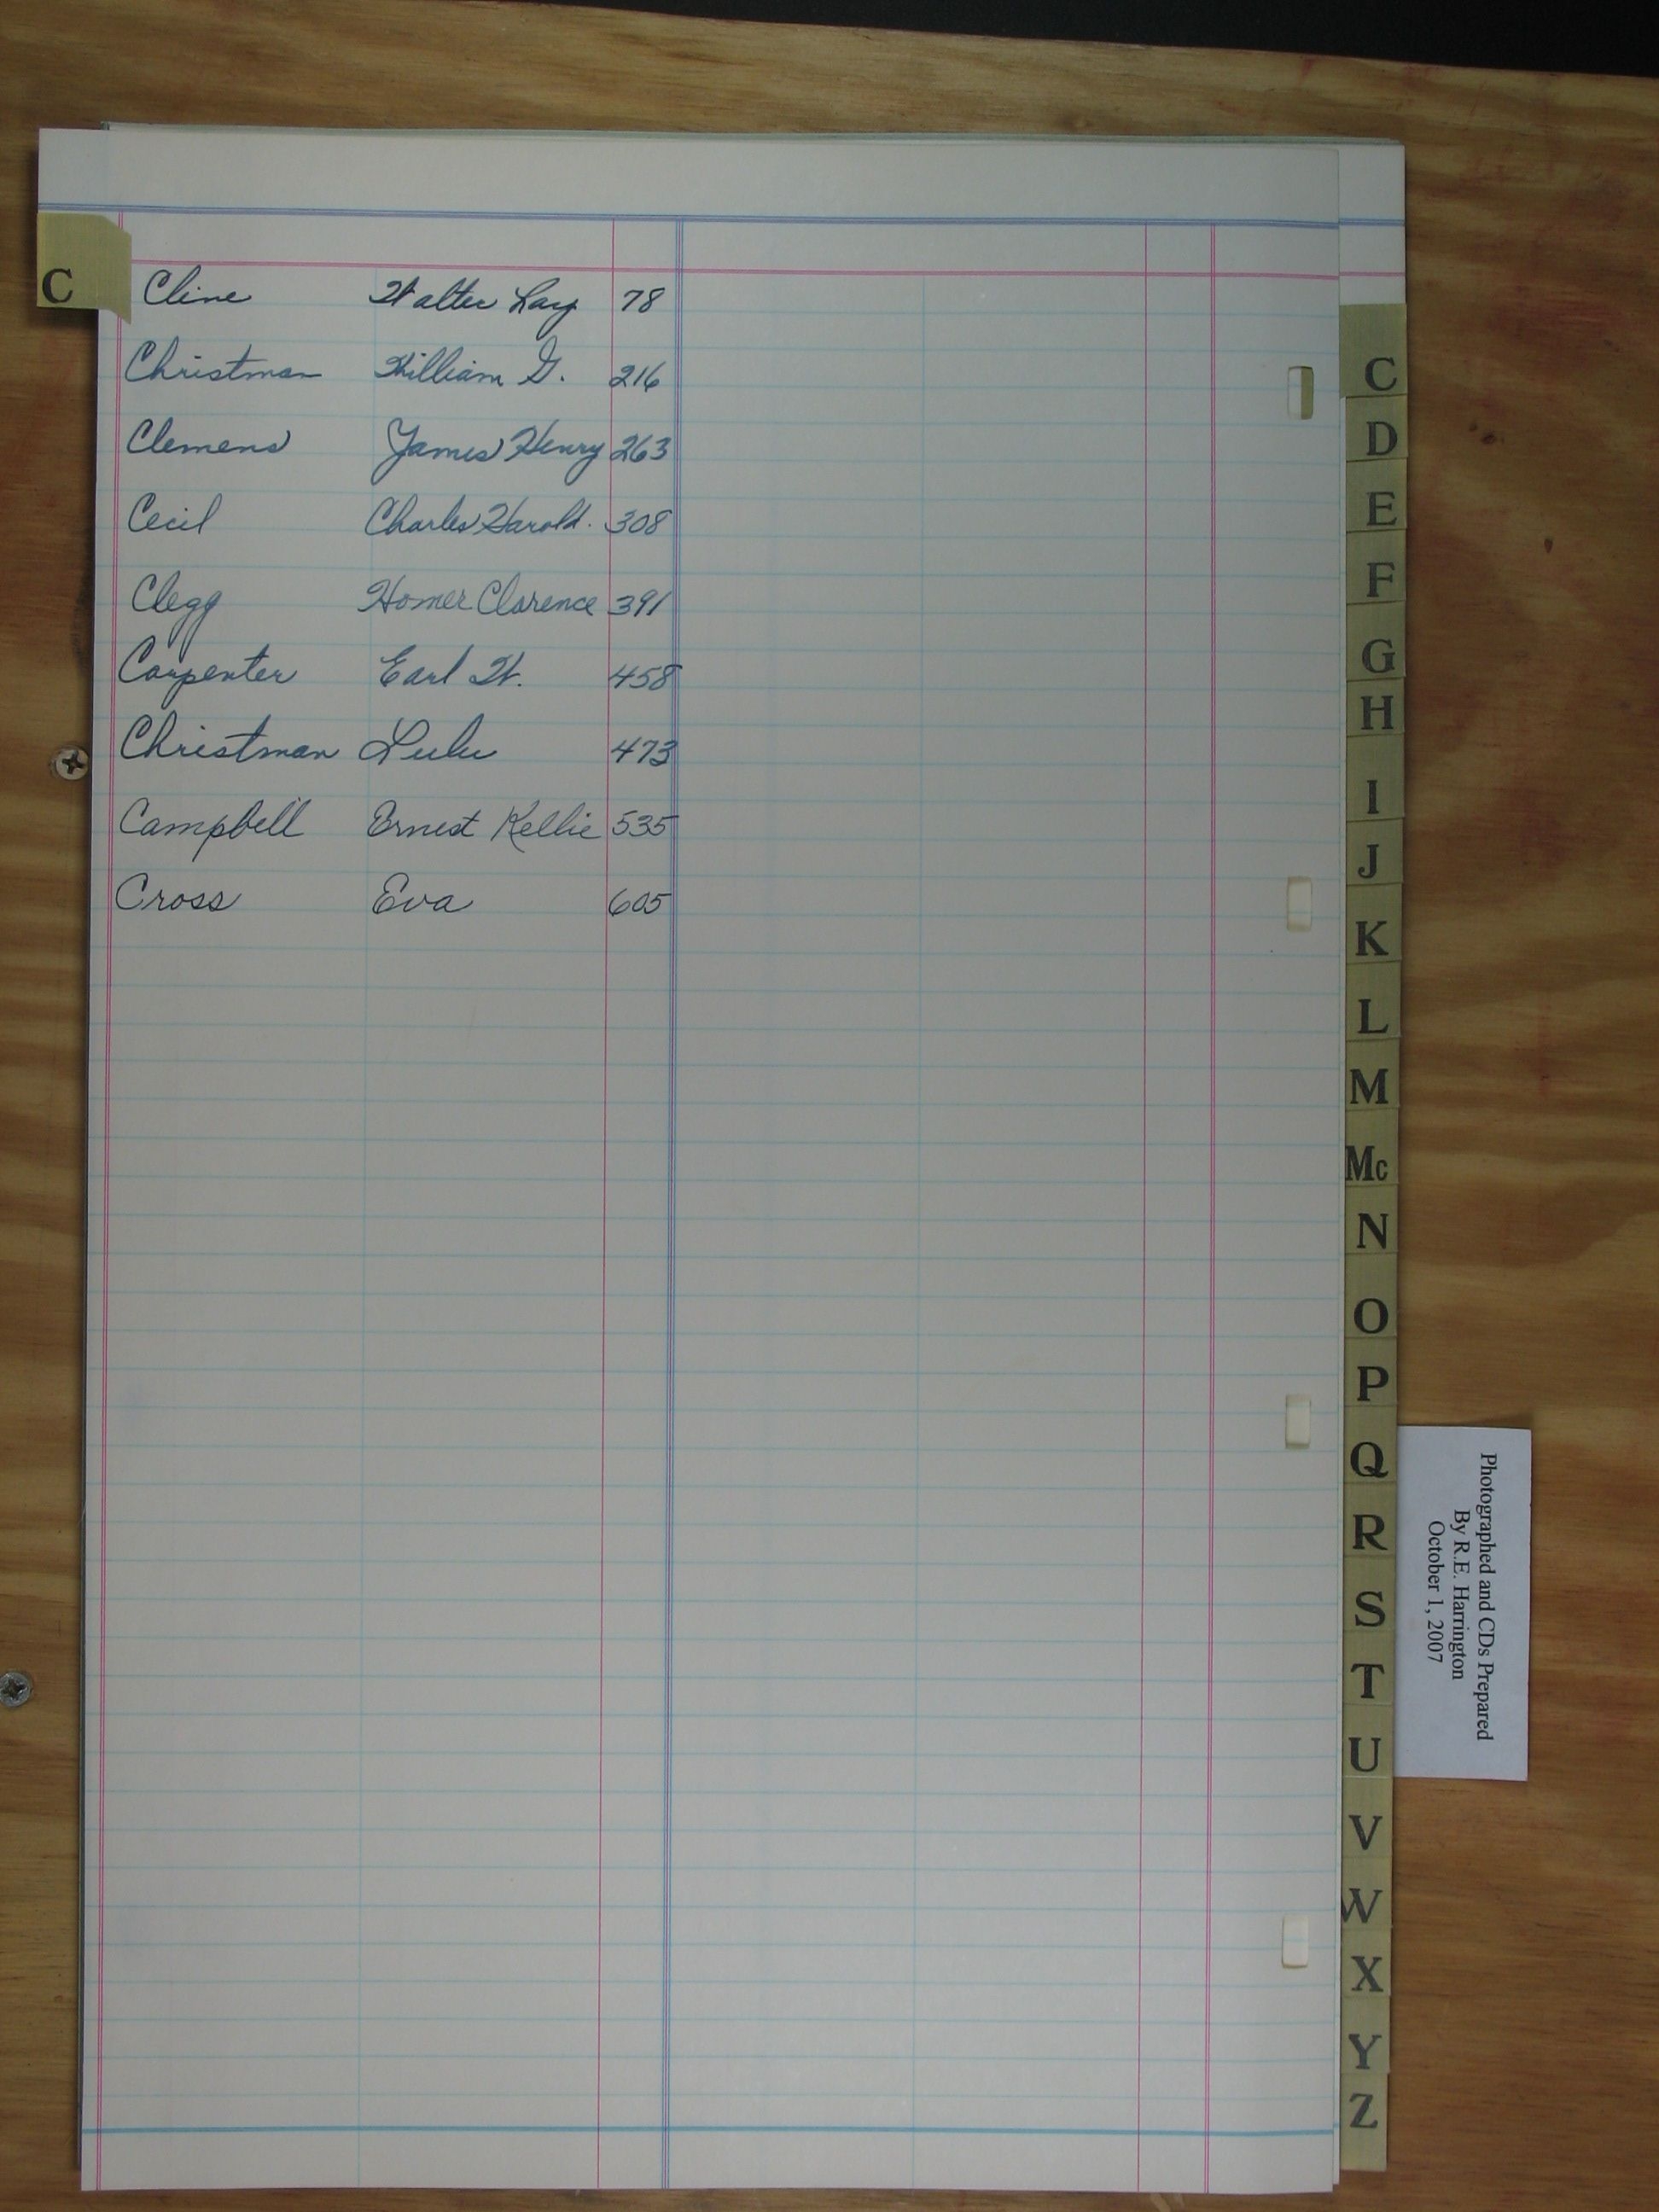 C
Cline Walter Lay 78
Christman William G. 216
Clemens James Henry 263
Cecil Charles Harold. 308
Clegg Homer Clarence 391
Carpenter Earl W. 458
Christman Lulu 473
Campbell Ernest Kellie 535
Cross Eva 605
C
D
E
F
G
H
I
J
K
L
M
Mc
N
O
P
Q
R
S
T
U
V
W
X
Y
Z
Photographed and CDs Prepared
By R.E. Harrington
October 1, 2007